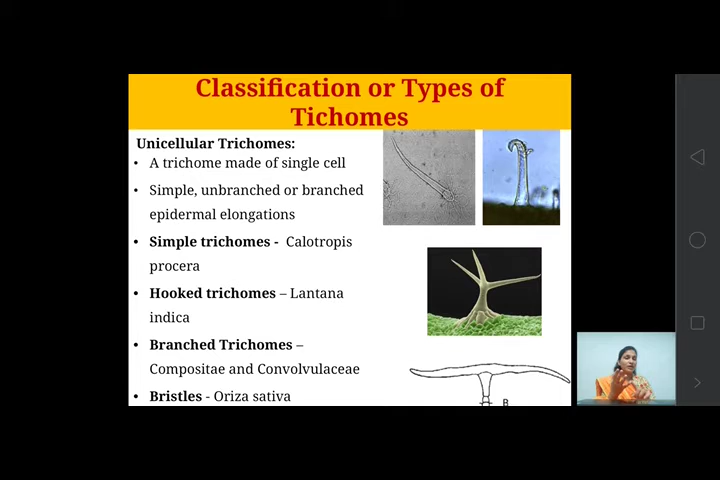 Classification or Types of
Tichomes
Unicellular Trichomes:
• A trichome made of single cell
• Simple, unbranched or branched
epidermal elongations
• Simple trichomes - Calotropis
procera
• Hooked trichomes – Lantana
indica
• Branched Trichomes –
Compositae and Convolvulaceae
• Bristles - Oriza sativa
B